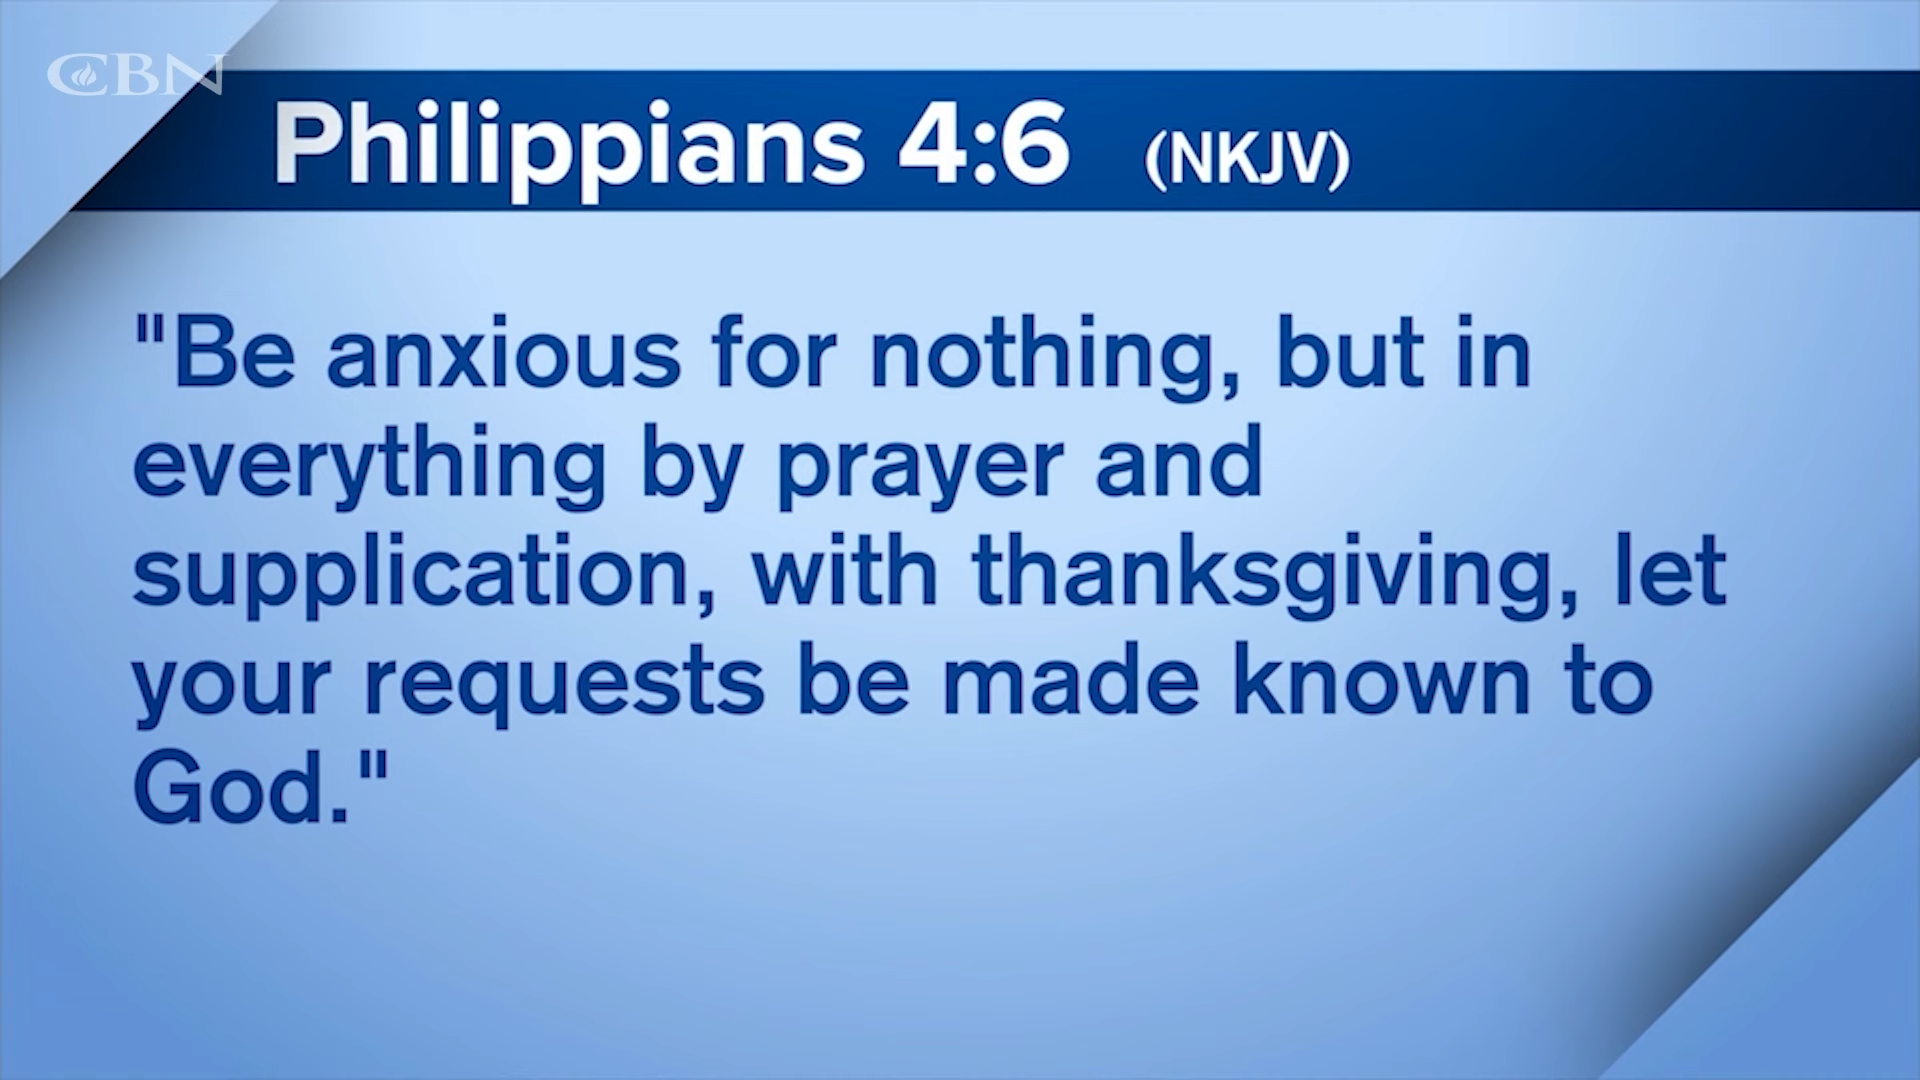 CBN
Philippians 4:6 (NKJV)
"Be anxious for nothing, but in
everything by prayer and
supplication, with thanksgiving, let
your requests be made known to
God."